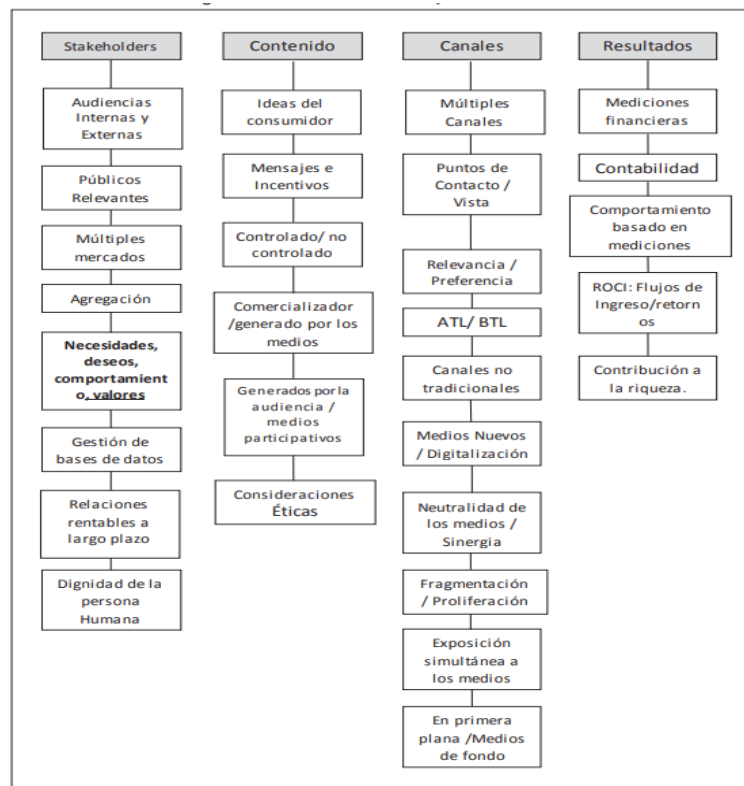 Stakeholders
Audiencias
Internas y
Externas
Públicos
Relevantes
Múltiples
mercados
Agregación
Necesidades,
deseos,
comportamient
o, valores
Gestión de
bases de datos
Relaciones
rentables a
largo plazo
Dignidad de la
persona
Humana
Contenido
Ideas del
consumidor
Mensajes e
Incentivos
Controlado/ no
controlado
Comercializador
/generado por los
medios
Generados por la
audiencia /
medios
participativos
Consideraciones
Éticas
Canales
Múltiples
Canales
Puntos de
Contacto /
Vista
Relevancia /
Preferencia
ATL/ BTL
Canales no
tradicionales
Medios Nuevos
/ Digitalización
Neutralidad de
los medios /
Sinergia
Fragmentación
/ Proliferación
Exposición
simultánea a
los medios
En primera
plana /Medios
de fondo
Resultados
Mediciones
financieras
Contabilidad
Comportamiento
basado en
mediciones
ROCI: Flujos de
Ingreso/retorn
os
Contribución a
la riqueza.